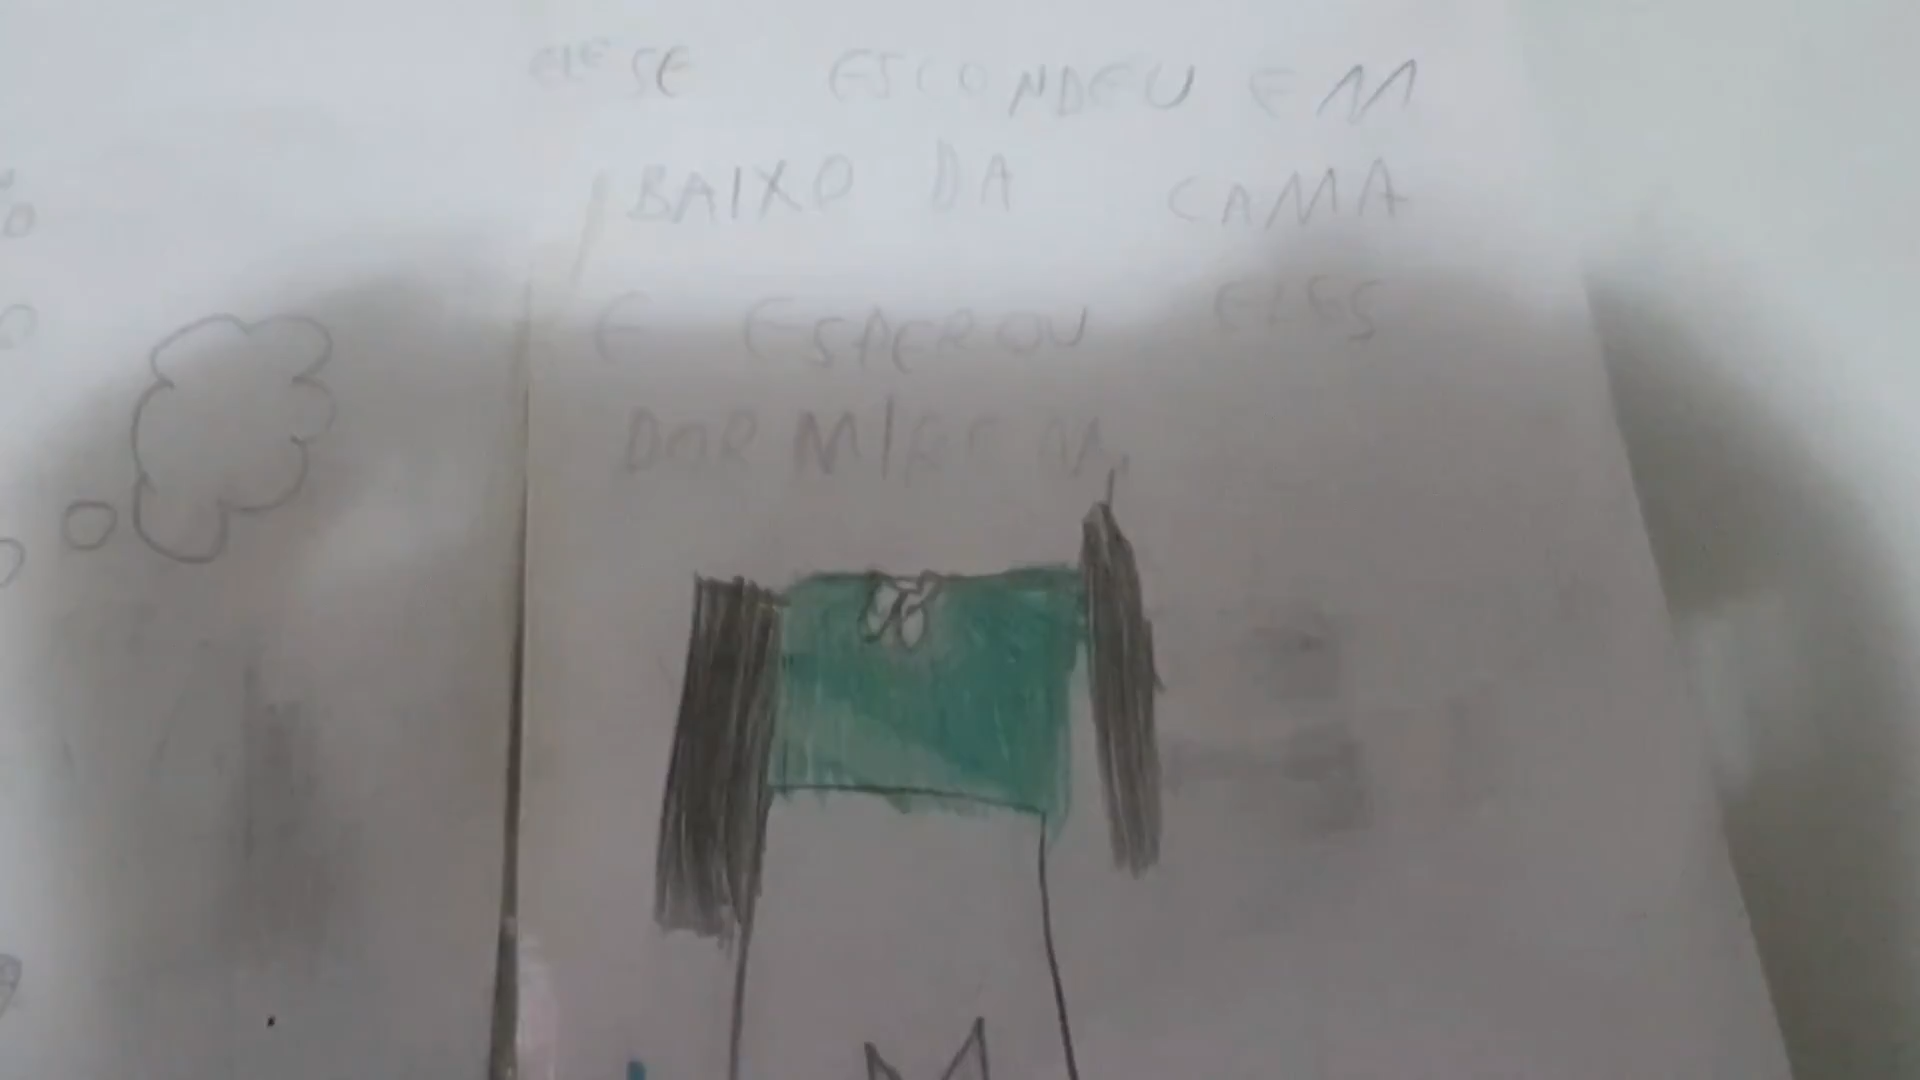 ELE SE ESCONDEU EM
BAIXO DA CAMA
E ESPEROU ELES
DORMIREM.